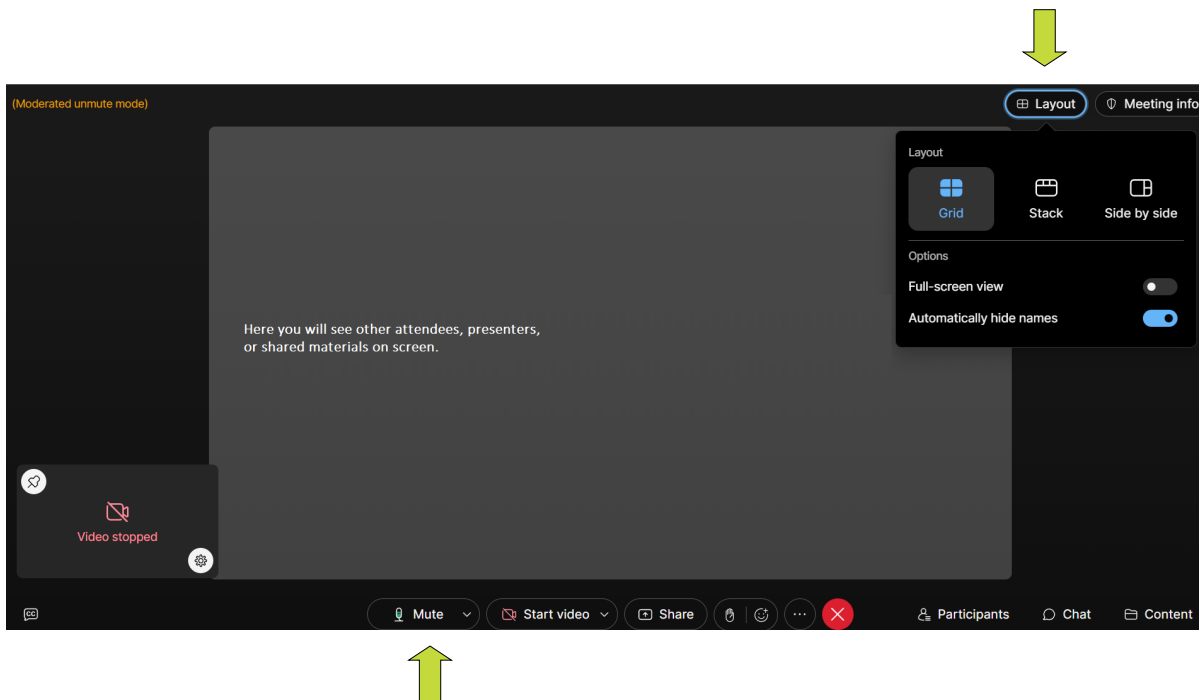 (Moderated unmute mode)
Layout
Meeting info
Layout
Grid
Stack
Side by side
Options
Full-screen view
Automatically hide names
Here you will see other attendees, presenters,
or shared materials on screen.
Video stopped
CC
Mute
Start video
Share
Participants
Chat
Content